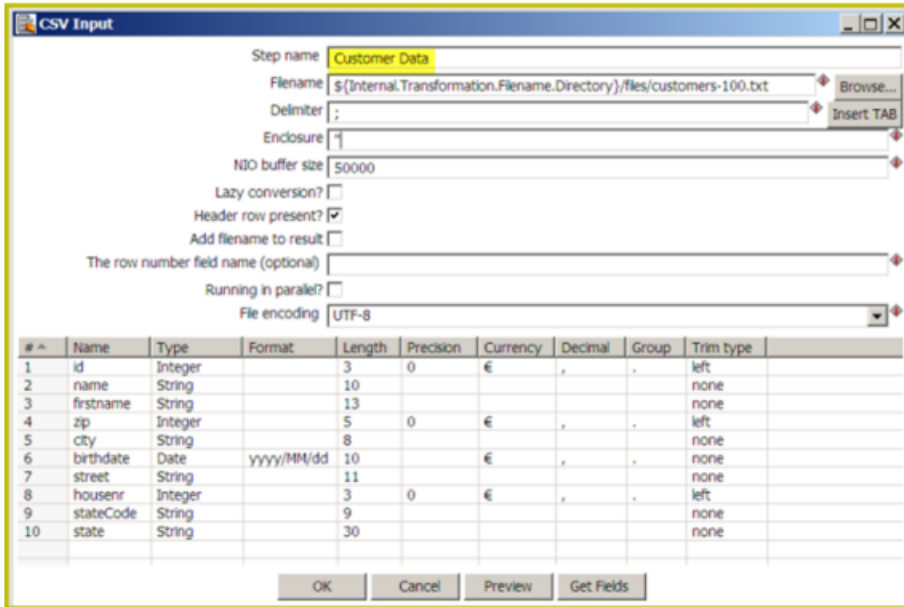 CSV Input
Step name Customer Data
Filename ${Internal.Transformation.Filename.Directory}/files/customers-100.txt Browse...
Delimiter ; Insert TAB
Enclosure "
NIO buffer size 50000
Lazy conversion?
Header row present?
Add filename to result
The row number field name (optional)
Running in parallel?
File encoding UTF-8
# Name Type Format Length Precision Currency Decimal Group Trim type
1 id Integer 3 0 € , . left
2 name String 10 none
3 firstname String 13 none
4 zip Integer 5 0 € , . left
5 city String 8 none
6 birthdate Date yyyy/MM/dd 10 € , . none
7 street String 11 none
8 housenr Integer 3 0 € , . left
9 stateCode String 9 none
10 state String 30 none
OK Cancel Preview Get Fields